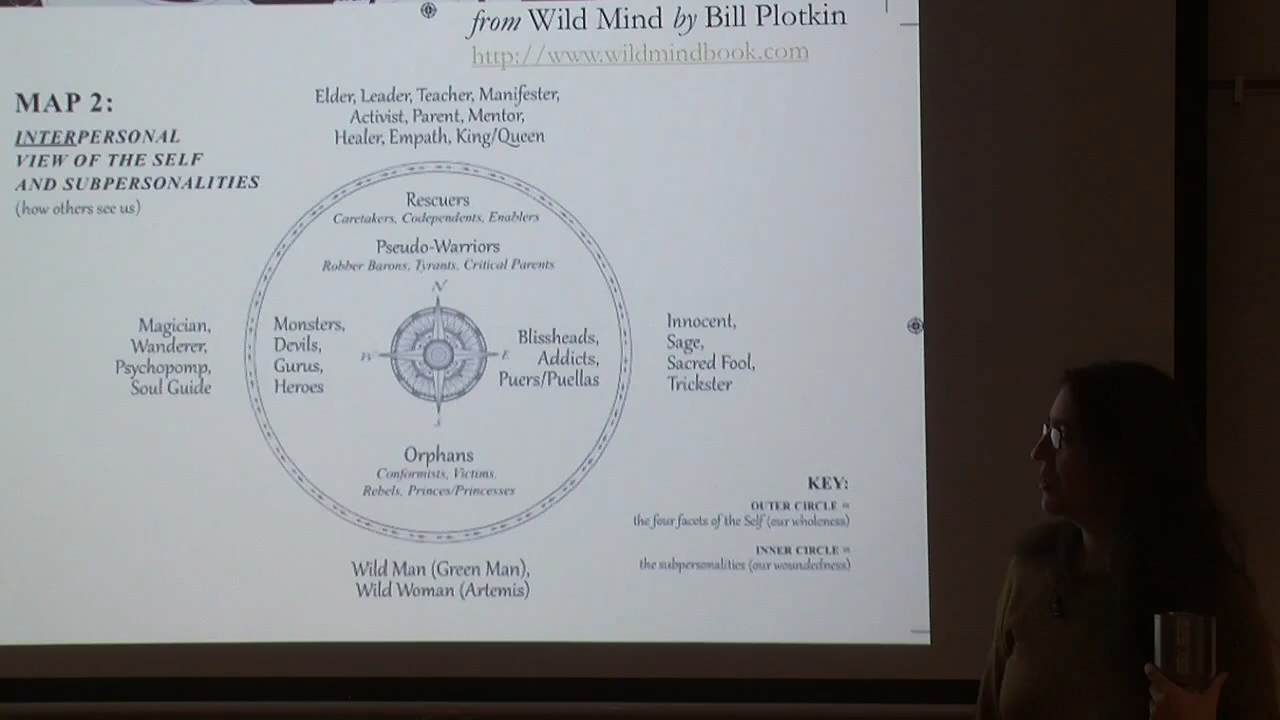 from Wild Mind by Bill Plotkin
http://www.wildmindbook.com
MAP 2:
INTERPERSONAL
VIEW OF THE SELF
AND SUBPERSONALITIES
(how others see us)
Elder, Leader, Teacher, Manifester,
Activist, Parent, Mentor,
Healer, Empath, King/Queen
Rescuers
Caretakers, Codependents, Enablers
Pseudo-Warriors
Robber Barons, Tyrants, Critical Parents
N
Magician,
Wanderer,
Psychopomp,
Soul Guide
Monsters,
Devils,
Gurus,
Heroes
W
E
Blissheads,
Addicts,
Puers/Puellas
Innocent,
Sage,
Sacred Fool,
Trickster
S
Orphans
Conformists, Victims,
Rebels, Princes/Princesses
Wild Man (Green Man),
Wild Woman (Artemis)
KEY:
OUTER CIRCLE =
the four facets of the Self (our wholeness)
INNER CIRCLE =
the subpersonalities (our woundedness)